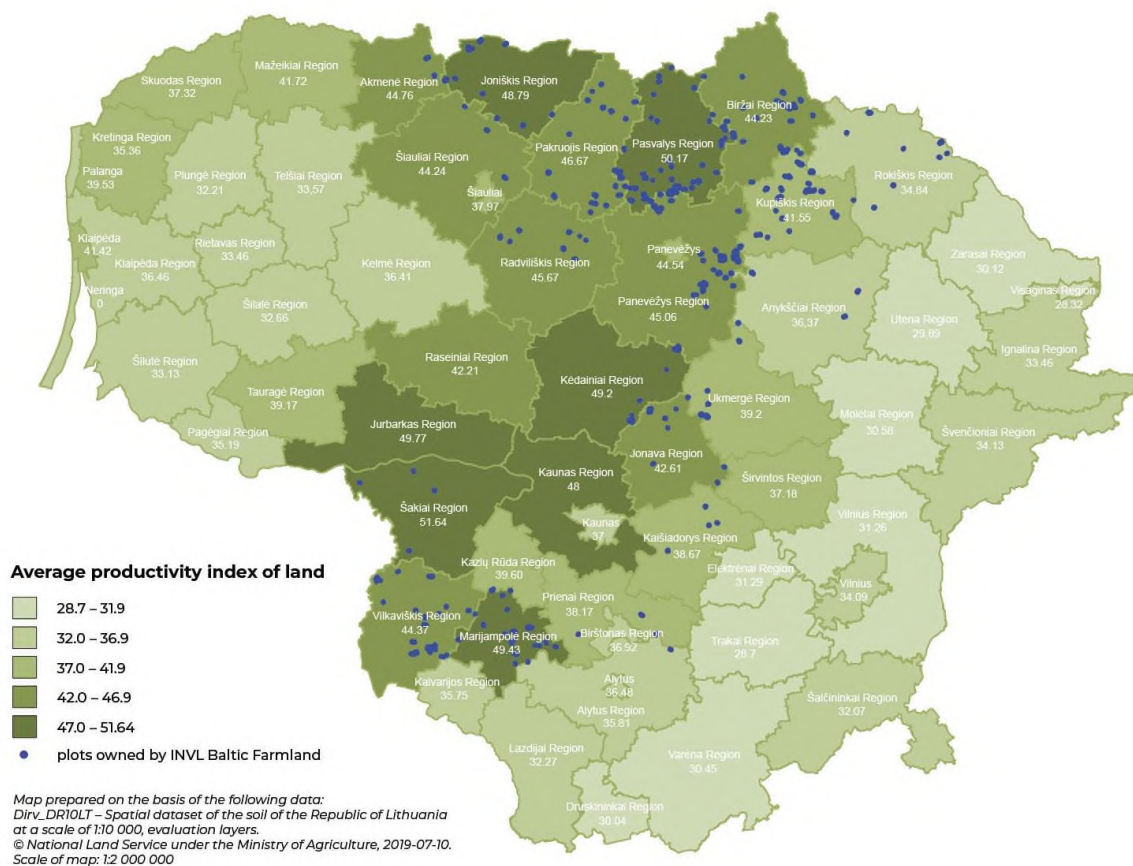 Skuodas Region
37.32
Mažeikiai Region
41.72
Akmenė Region
44.76
Joniškis Region
48.79
Biržai Region
44.23
Kretinga Region
35.36
Palanga
39.53
Plungė Region
32.21
Telšiai Region
33,57
Šiauliai Region
44.24
Šiauliai
37.97
Pakruojis Region
46.67
Pasvalys Region
50.17
Rokiškis Region
34.84
Kupiškis Region
41.55
Klaipėda
41.42
Klaipėda Region
36.46
Rietavas Region
33.46
Kelmė Region
36.41
Radviliškis Region
45.67
Panevėžys
44.54
Panevėžys Region
45.06
Zarasai Region
30.12
Visaginas Region
28.32
Neringa
0
Šilalė Region
32.66
Anykščiai Region
36,37
Utena Region
29.89
Ignalina Region
33.46
Šilutė Region
33.13
Tauragė Region
39.17
Raseiniai Region
42.21
Kėdainiai Region
49.2
Ukmergė Region
39.2
Molėtai Region
30.58
Švenčioniai Region
34.13
Pagėgiai Region
35.19
Jurbarkas Region
49.77
Jonava Region
42.61
Kaunas Region
48
Širvintos Region
37.18
Šakiai Region
51.64
Kaunas
37
Kaišiadorys Region
38.67
Vilnius Region
31.26
Kazlų Rūda Region
39.60
Elektrėnai Region
31.29
Vilnius
34.09
Average productivity index of land
28.7 – 31.9
32.0 – 36.9
37.0 – 41.9
42.0 – 46.9
47.0 – 51.64
plots owned by INVL Baltic Farmland
Vilkaviškis Region
44.37
Marijampolė Region
49.43
Prienai Region
38.17
Birštonas Region
36.92
Trakai Region
28.7
Kalvarijos Region
35.75
Alytus
36.48
Alytus Region
35.81
Šalčininkai Region
32.07
Lazdijai Region
32.27
Varėna Region
30.45
Druskininkai Region
30.04
Map prepared on the basis of the following data:
Dirv_DR10LT – Spatial dataset of the soil of the Republic of Lithuania
at a scale of 1:10 000, evaluation layers.
© National Land Service under the Ministry of Agriculture, 2019-07-10.
Scale of map: 1:2 000 000